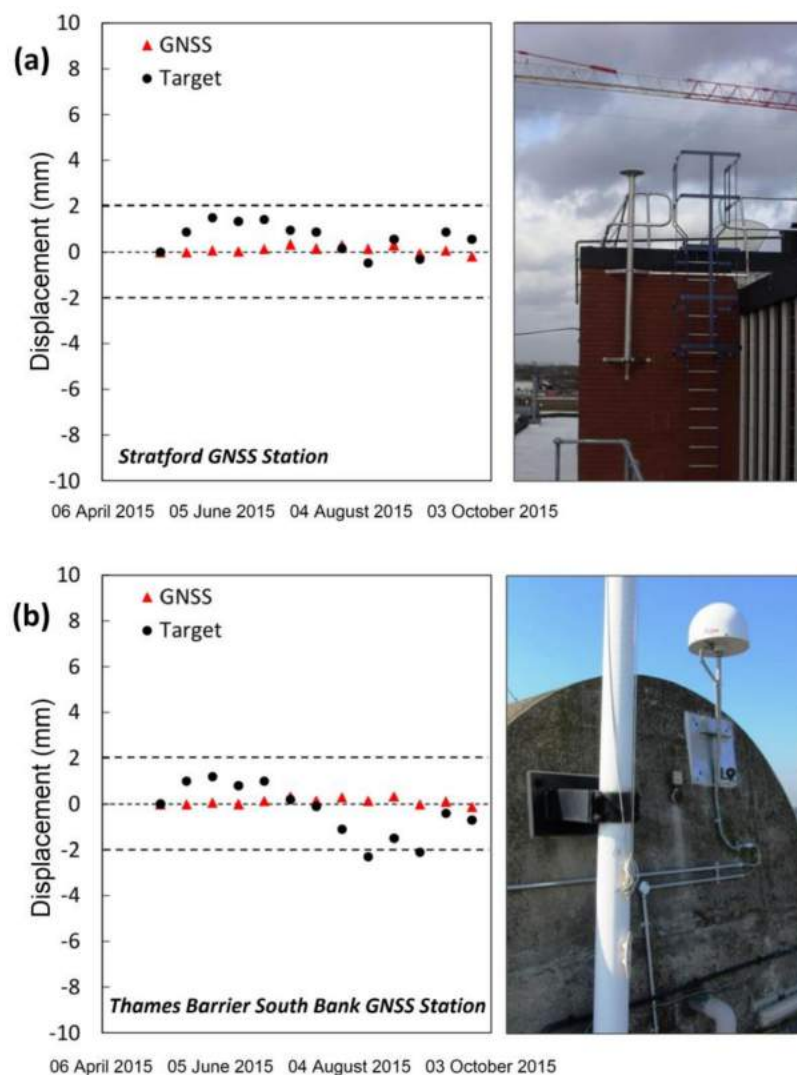 (a)
10
8
6
4
2
0
-2
-4
-6
-8
-10
Displacement (mm)
GNSS
Target
Stratford GNSS Station
06 April 2015 05 June 2015 04 August 2015 03 October 2015
(b)
10
8
6
4
2
0
-2
-4
-6
-8
-10
Displacement (mm)
GNSS
Target
Thames Barrier South Bank GNSS Station
06 April 2015 05 June 2015 04 August 2015 03 October 2015